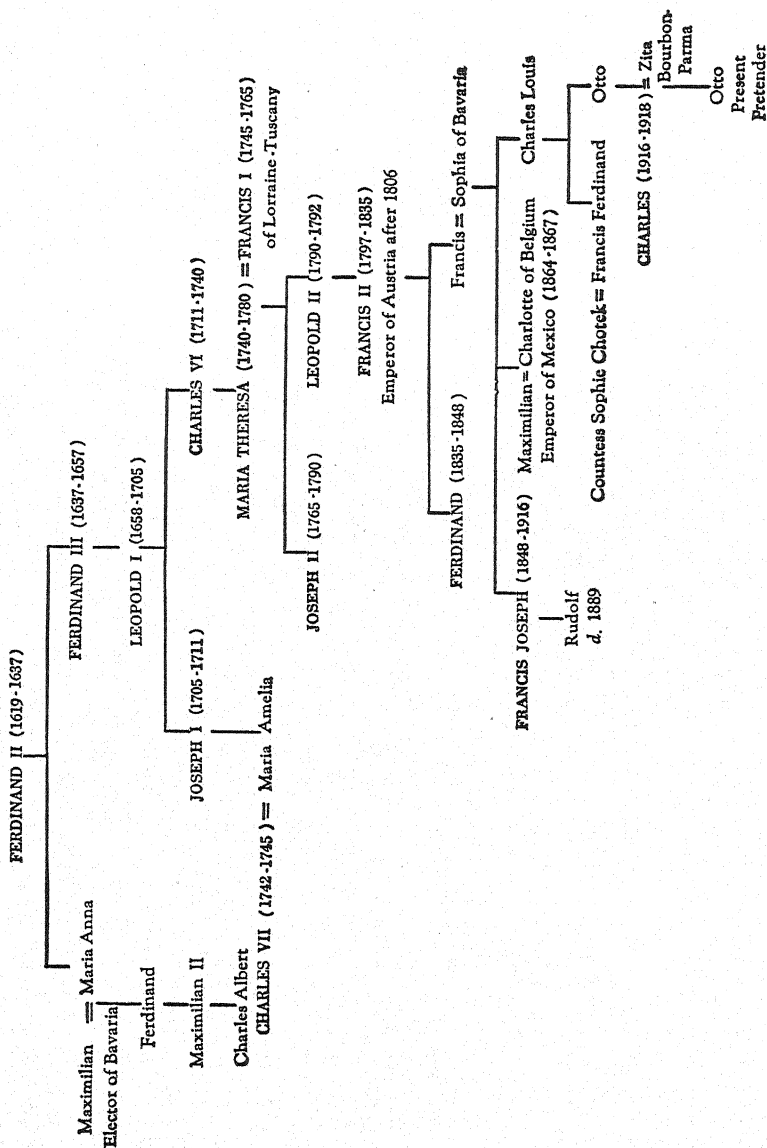 FERDINAND II (1619-1637)
Maximilian = Maria Anna
Elector of Bavaria
FERDINAND III (1637-1657)
Ferdinand
LEOPOLD I (1658-1705)
Maximilian II
JOSEPH I (1705-1711)
CHARLES VI (1711-1740)
Charles Albert
CHARLES VII (1742-1745) = Maria Amelia
MARIA THERESA (1740-1780) = FRANCIS I (1745-1765)
of Lorraine-Tuscany
JOSEPH II (1765-1790)
LEOPOLD II (1790-1792)
FRANCIS II (1797-1835)
Emperor of Austria after 1806
FERDINAND (1835-1848)
Francis = Sophia of Bavaria
FRANCIS JOSEPH (1848-1916)
Maximilian = Charlotte of Belgium
Emperor of Mexico (1864-1867)
Charles Louis
Rudolf
d. 1889
Countess Sophie Chotek = Francis Ferdinand
Otto
CHARLES (1916-1918) = Zita
Bourbon-
Parma
Otto
Present
Pretender